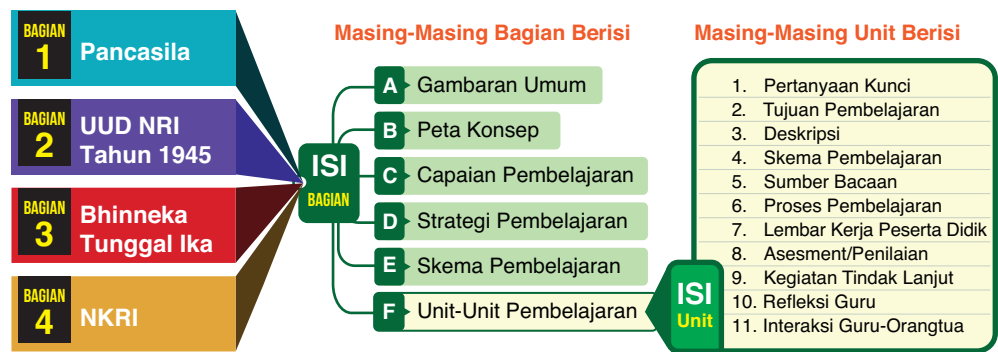 BAGIAN
1
Pancasila
BAGIAN
2
UUD NRI
Tahun 1945
BAGIAN
3
Bhinneka
Tunggal Ika
BAGIAN
4
NKRI
ISI
BAGIAN
Masing-Masing Bagian Berisi
A Gambaran Umum
B Peta Konsep
C Capaian Pembelajaran
D Strategi Pembelajaran
E Skema Pembelajaran
F Unit-Unit Pembelajaran
ISI
Unit
Masing-Masing Unit Berisi
1. Pertanyaan Kunci
2. Tujuan Pembelajaran
3. Deskripsi
4. Skema Pembelajaran
5. Sumber Bacaan
6. Proses Pembelajaran
7. Lembar Kerja Peserta Didik
8. Asesment/Penilaian
9. Kegiatan Tindak Lanjut
10. Refleksi Guru
11. Interaksi Guru-Orangtua